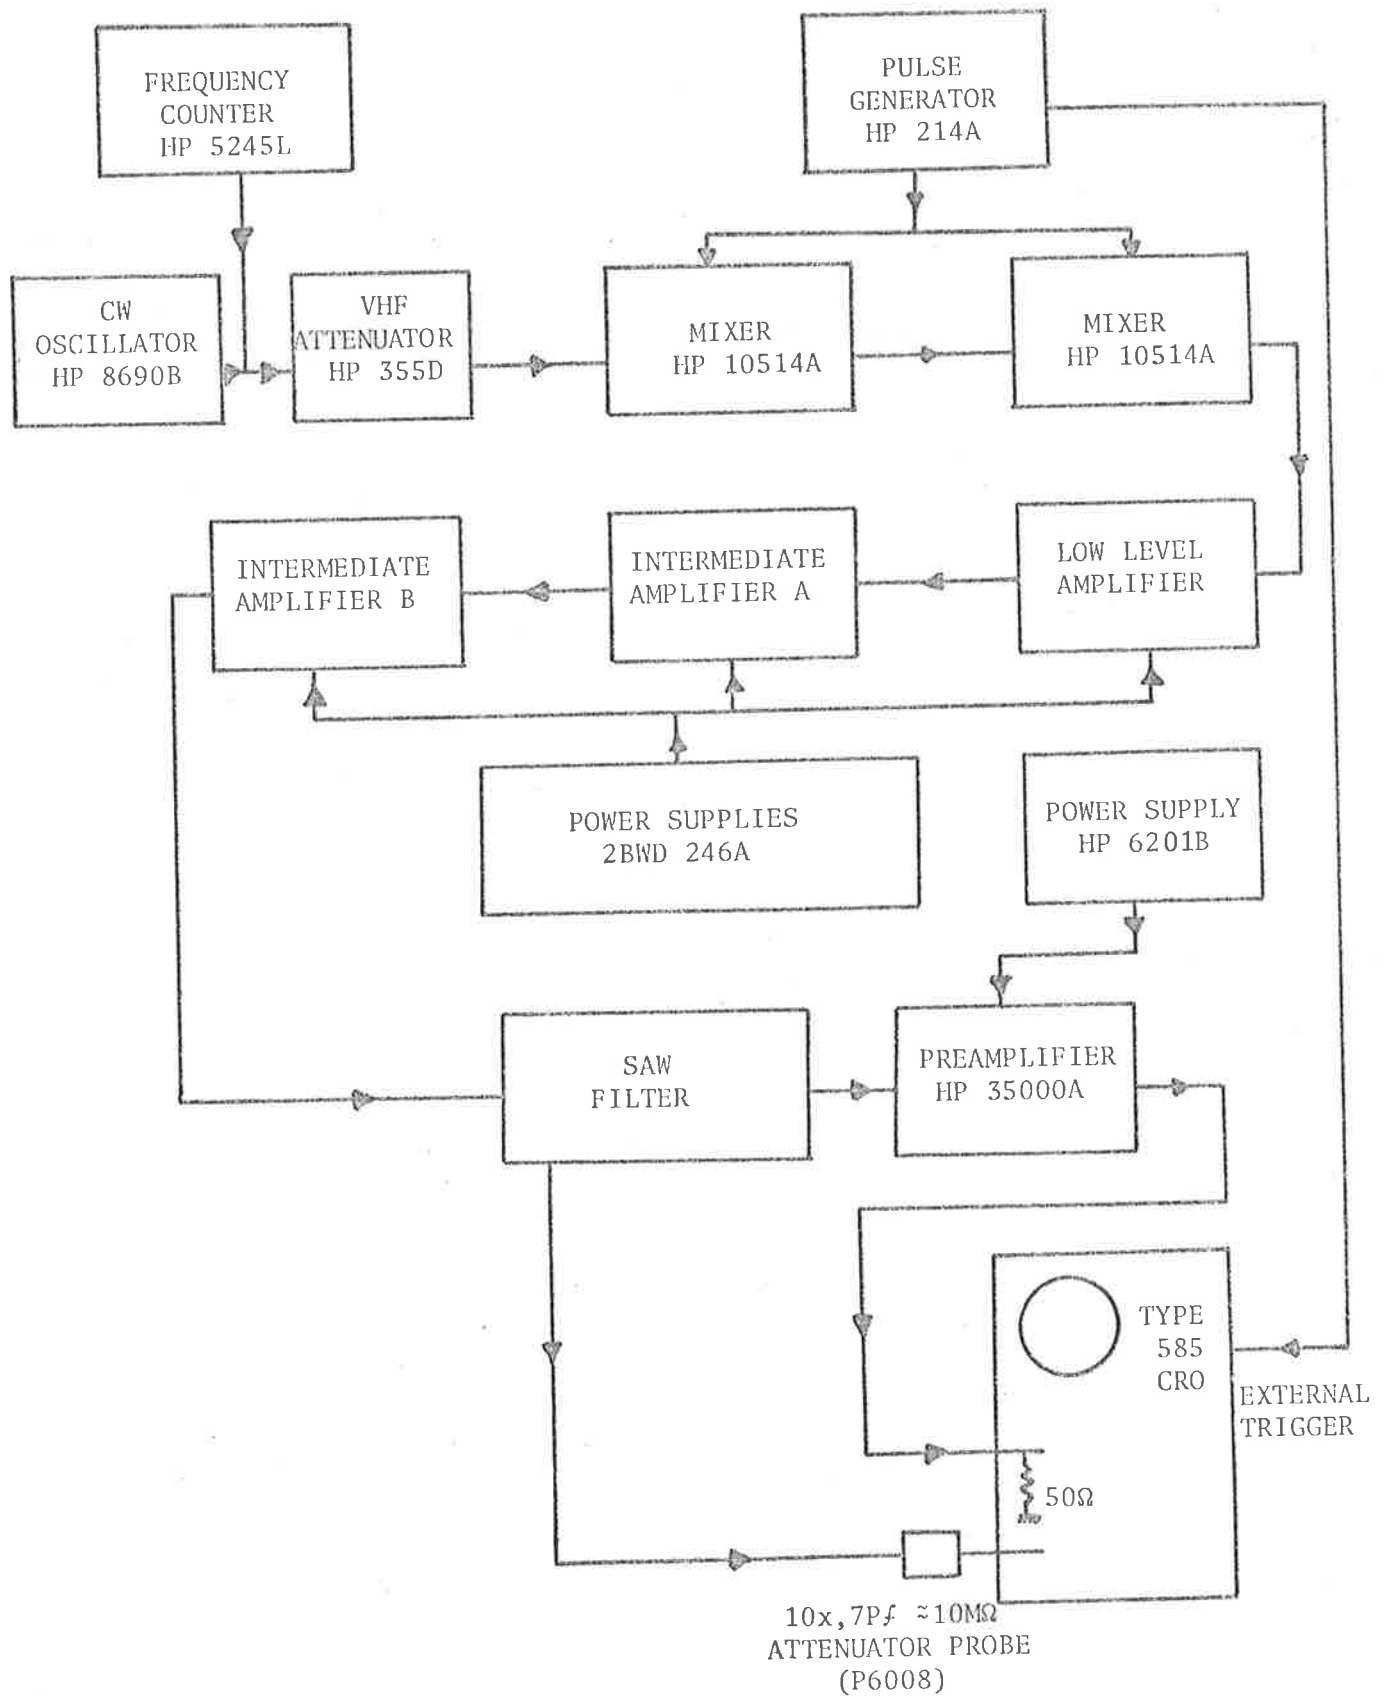 FREQUENCY
COUNTER
HP 5245L
PULSE
GENERATOR
HP 214A
CW
OSCILLATOR
HP 8690B
VHF
ATTENUATOR
HP 355D
MIXER
HP 10514A
MIXER
HP 10514A
INTERMEDIATE
AMPLIFIER B
INTERMEDIATE
AMPLIFIER A
LOW LEVEL
AMPLIFIER
POWER SUPPLIES
2BWD 246A
POWER SUPPLY
HP 6201B
SAW
FILTER
PREAMPLIFIER
HP 35000A
TYPE
585
CRO
EXTERNAL
TRIGGER
50Ω
10x,7Pf ≈10MΩ
ATTENUATOR PROBE
(P6008)